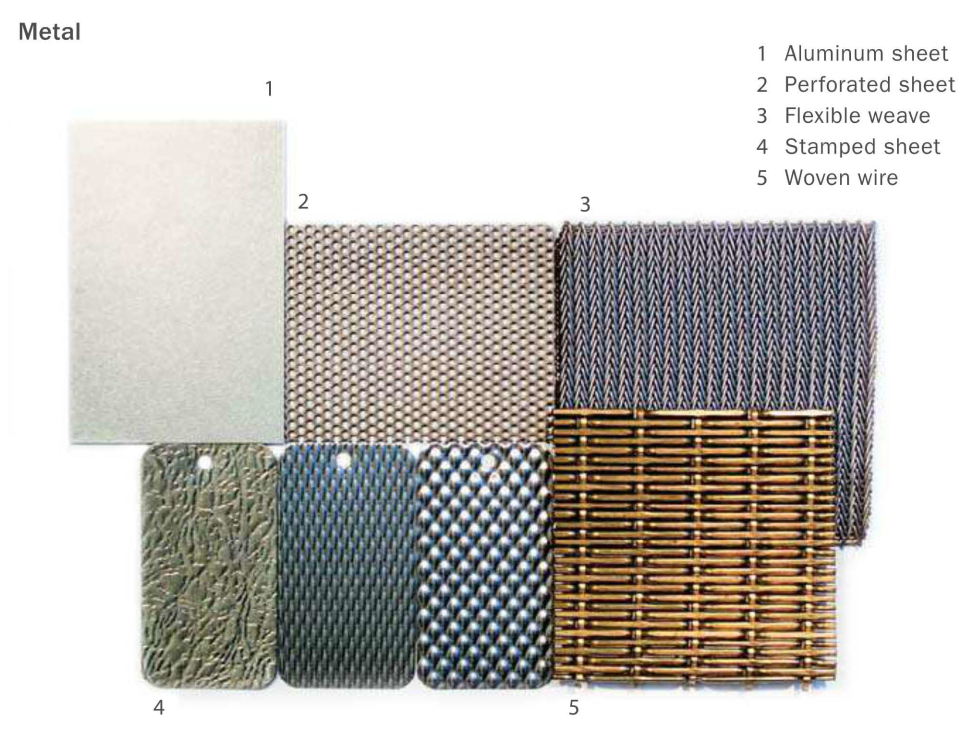 Metal
1 Aluminum sheet
2 Perforated sheet
3 Flexible weave
4 Stamped sheet
5 Woven wire
1
2
3
4
5